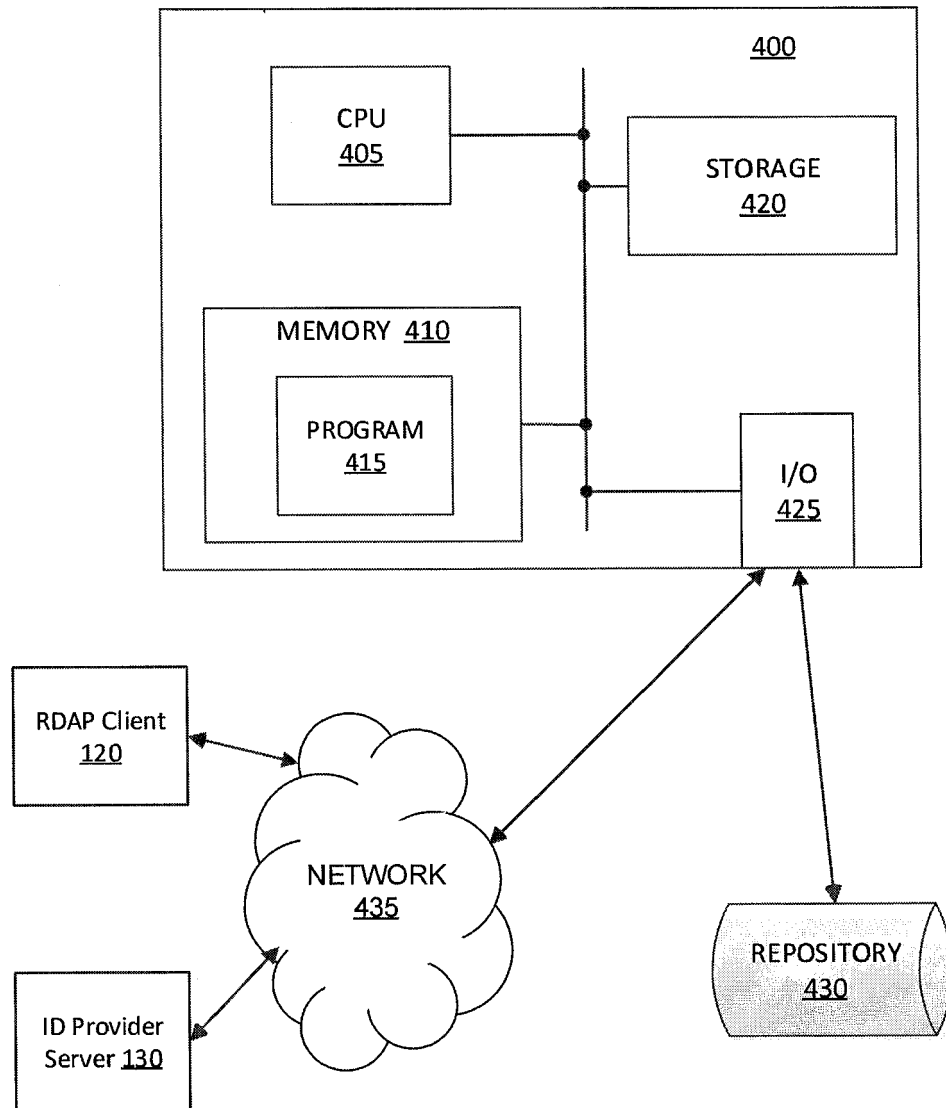 400
CPU
405
STORAGE
420
MEMORY 410
PROGRAM
415
I/O
425
RDAP Client
120
NETWORK
435
REPOSITORY
430
ID Provider
Server 130